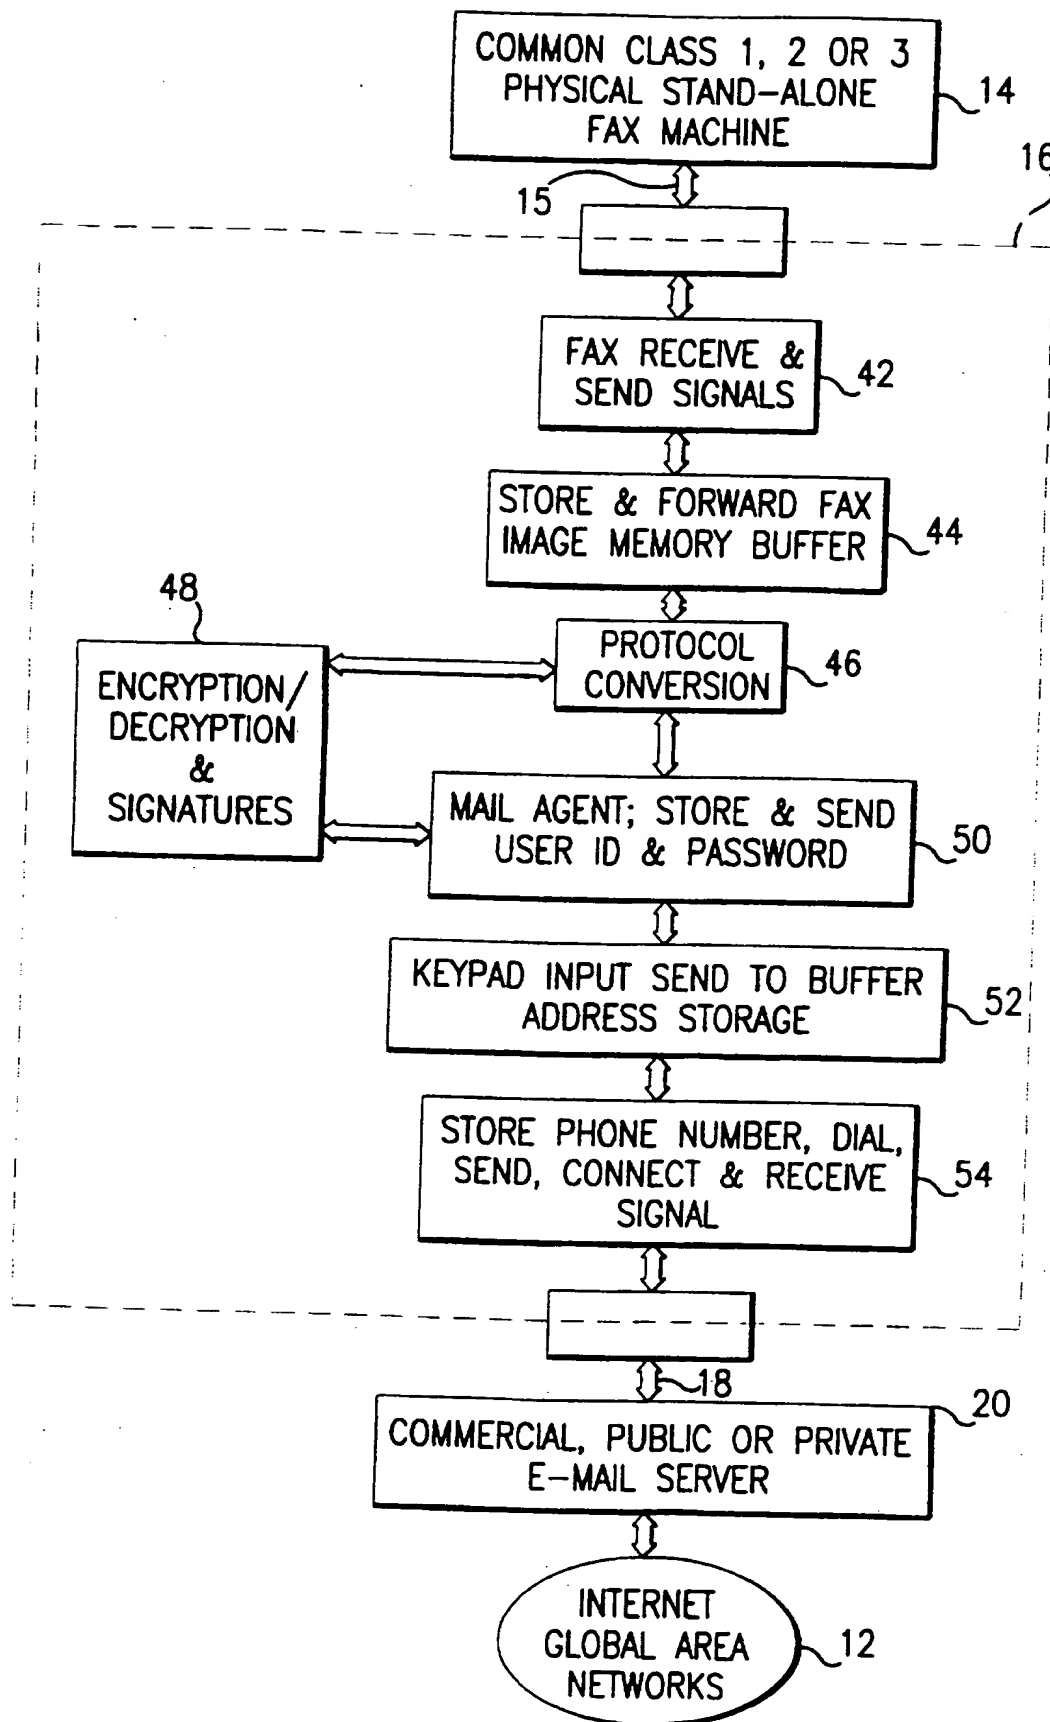 COMMON CLASS 1, 2 OR 3
PHYSICAL STAND-ALONE
FAX MACHINE
14
16
15
FAX RECEIVE &
SEND SIGNALS
42
STORE & FORWARD FAX
IMAGE MEMORY BUFFER
44
48
PROTOCOL
CONVERSION
46
ENCRYPTION/
DECRYPTION
&
SIGNATURES
MAIL AGENT; STORE & SEND
USER ID & PASSWORD
50
KEYPAD INPUT SEND TO BUFFER
ADDRESS STORAGE
52
STORE PHONE NUMBER, DIAL,
SEND, CONNECT & RECEIVE
SIGNAL
54
18
20
COMMERCIAL, PUBLIC OR PRIVATE
E-MAIL SERVER
INTERNET
GLOBAL AREA
NETWORKS
12